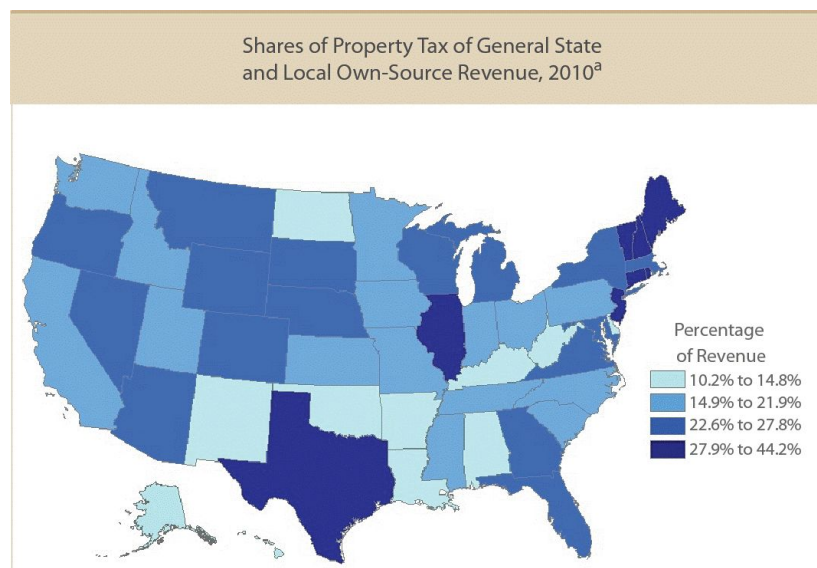 Shares of Property Tax of General State
and Local Own-Source Revenue, 2010a
Percentage
of Revenue
10.2% to 14.8%
14.9% to 21.9%
22.6% to 27.8%
27.9% to 44.2%